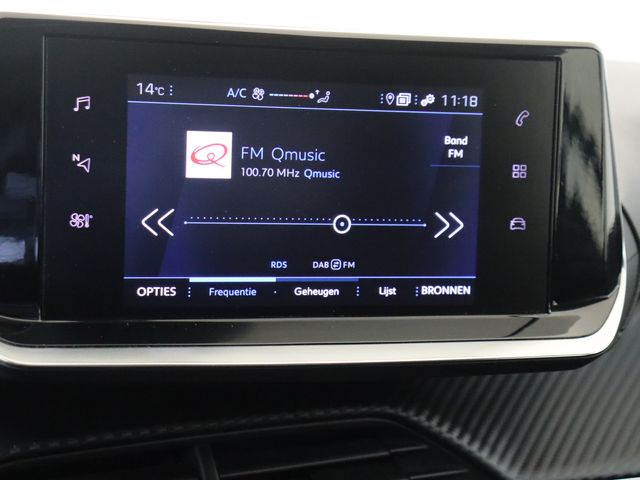 14°C A/C 11:18
N
Band
FM
FM Qmusic
100.70 MHz Qmusic
RDS DAB FM
OPTIES Frequentie Geheugen Lijst BRONNEN